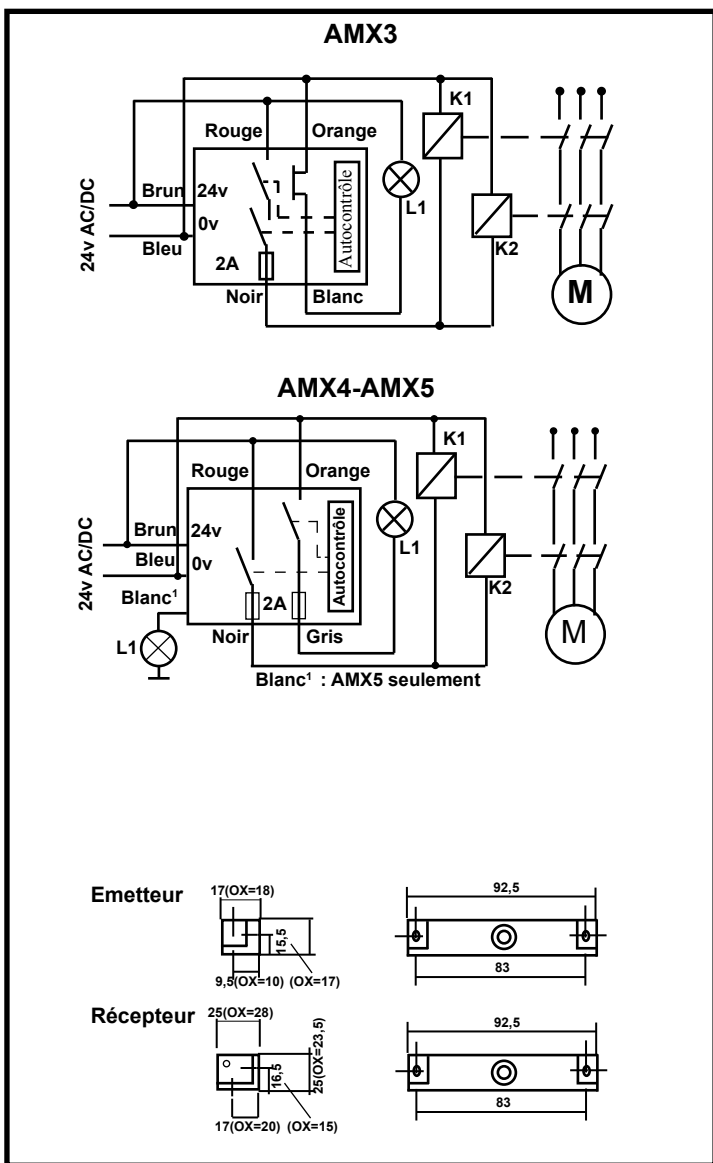 AMX3
K1
Rouge Orange
24v AC/DC
Brun 24v
0v
Bleu
Autocontrôle
L1
K2
2A
Noir Blanc
M
AMX4-AMX5
K1
Rouge Orange
24v AC/DC
Brun 24v
Bleu 0v
Autocontrôle
L1
K2
Blanc¹
2A
L1
Noir Gris
M
Blanc¹ : AMX5 seulement
Emetteur
17(OX=18)
92,5
15,5
9,5(OX=10) (OX=17)
83
Récepteur
25(OX=28)
92,5
16,5
25(OX=23,5)
17(OX=20) (OX=15)
83